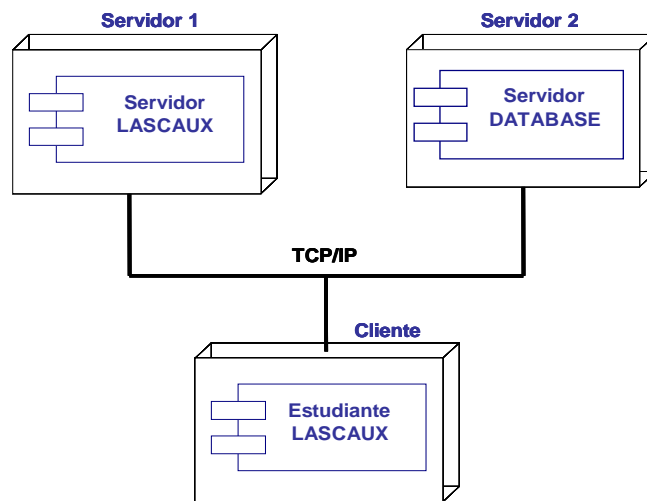 Servidor 1
Servidor 2
Servidor
LASCAUX
Servidor
DATABASE
TCP/IP
Cliente
Estudiante
LASCAUX